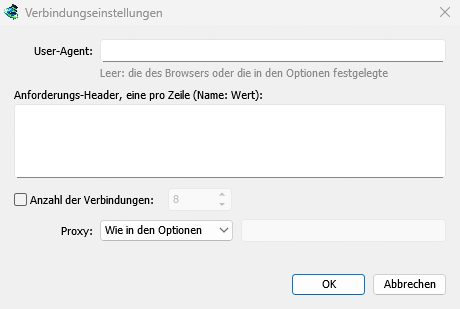 Verbindungseinstellungen
User-Agent:
Leer: die des Browsers oder die in den Optionen festgelegte
Anforderungs-Header, eine pro Zeile (Name: Wert):
Anzahl der Verbindungen: 8
Proxy: Wie in den Optionen
OK Abbrechen